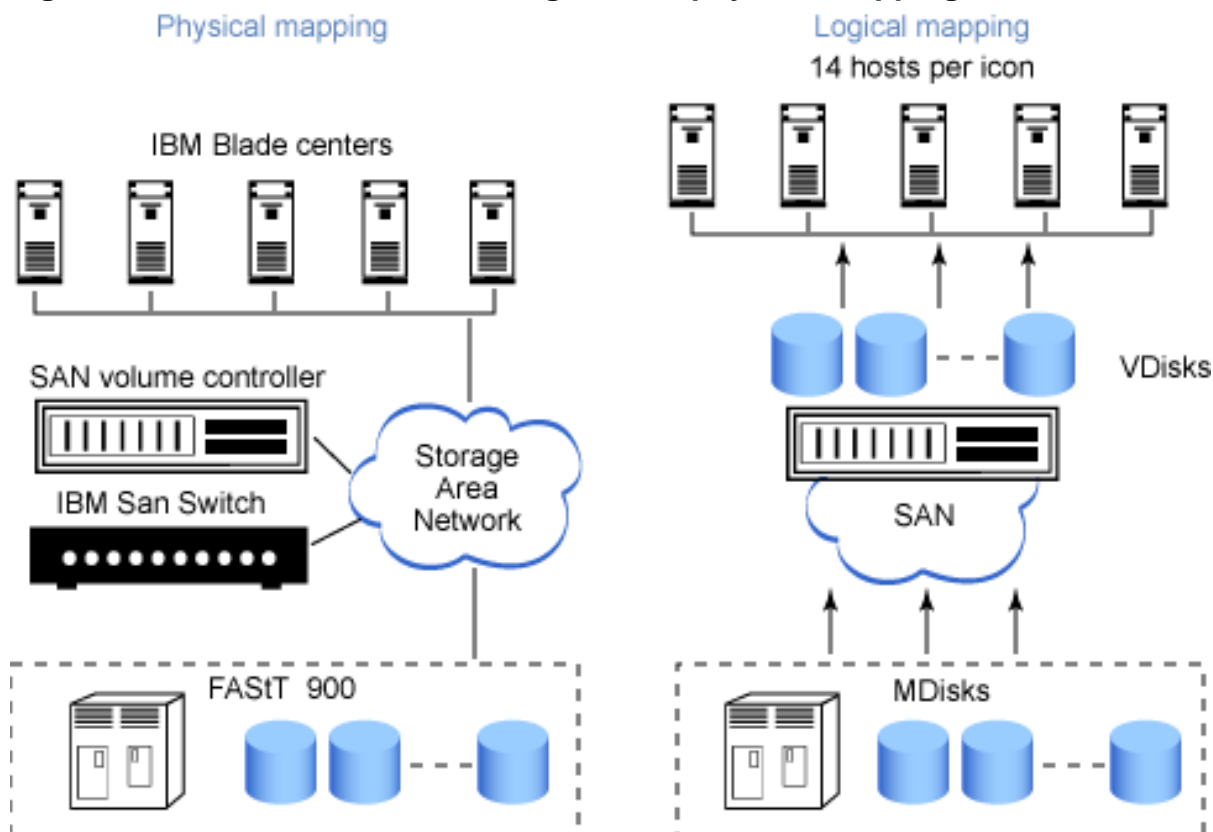 Physical mapping
IBM Blade centers
SAN volume controller
IBM San Switch
Storage
Area
Network
FAStT 900
Logical mapping
14 hosts per icon
VDisks
SAN
MDisks